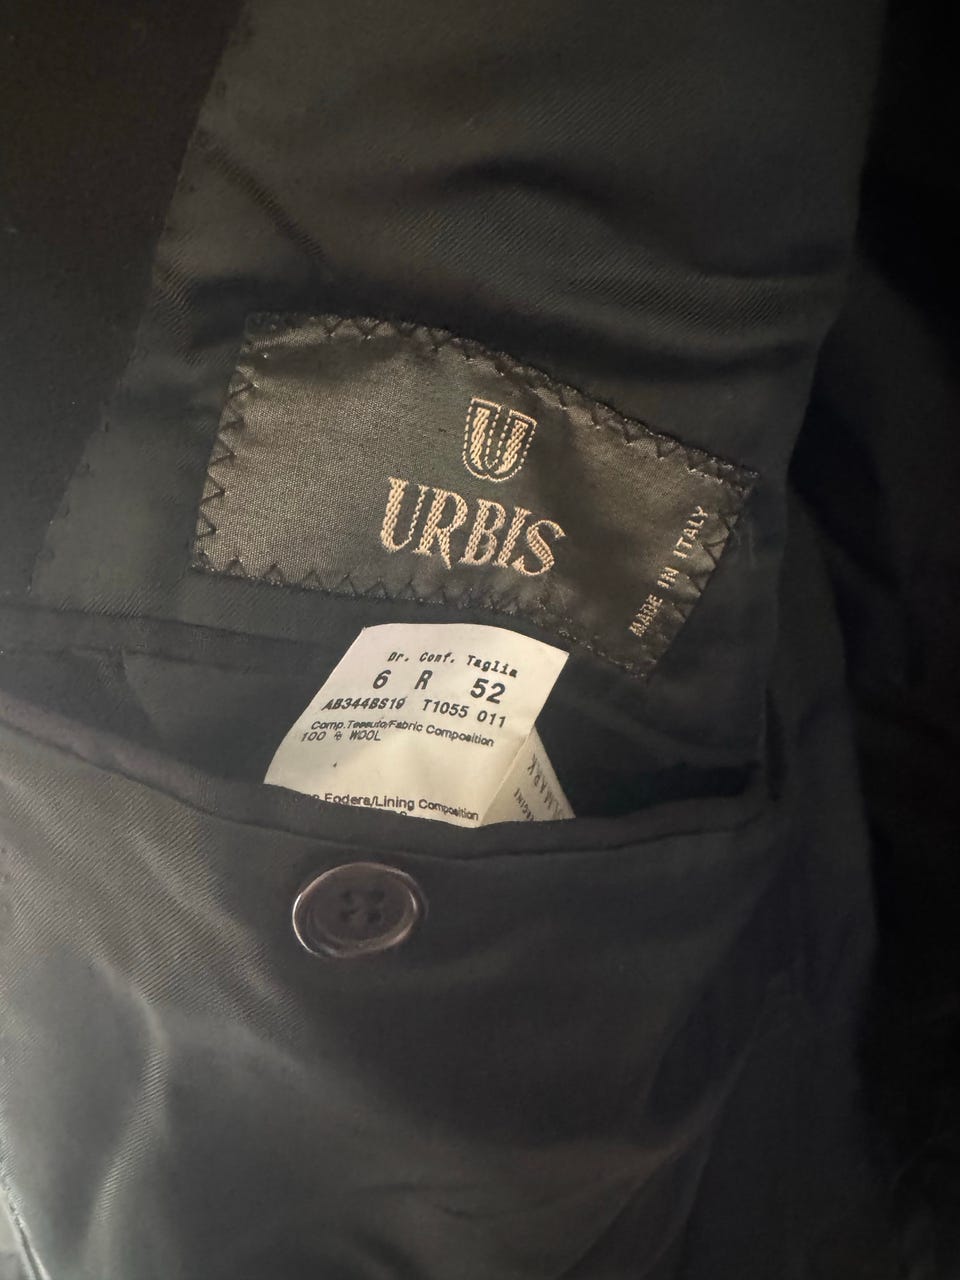 U
URBIS
MADE IN ITALY
Dr. Conf. Taglia
6 R 52
AB344BS19 T1055 011
Comp.Tessuto/Fabric Composition
100 % WOOL
Fodera/Lining Composition